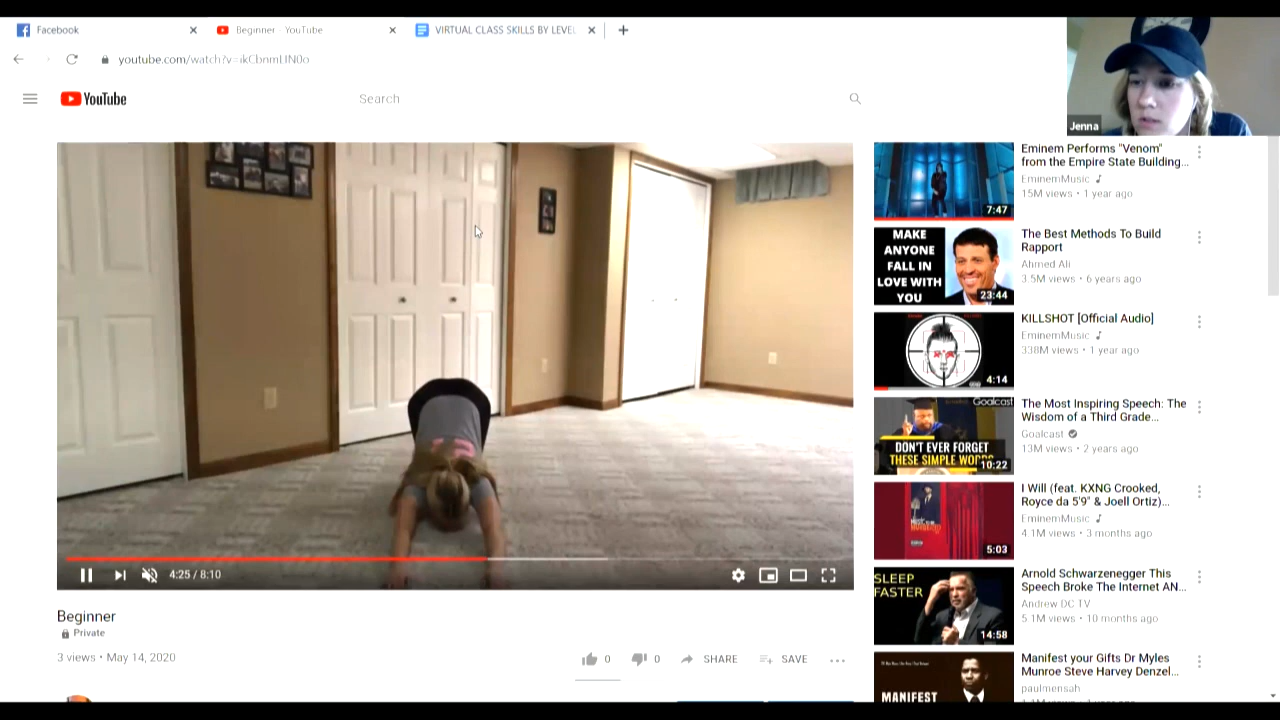 Facebook
Beginner YouTube
VIRTUAL CLASS SKILLS BY LEVEL
youtube.com/watch?v=ikCbnmLlN0o
YouTube
Search
Jenna
7:47
Eminem Performs "Venom"
from the Empire State Building...
EminemMusic
15M views • 1 year ago
MAKE
ANYONE
FALL IN
LOVE WITH
YOU
23:44
The Best Methods To Build
Rapport
Ahmed Ali
3.5M views • 6 years ago
4:14
KILLSHOT [Official Audio]
EminemMusic
338M views • 1 year ago
Goalcast
DON'T EVER FORGET
THESE SIMPLE WORDS
10:22
The Most Inspiring Speech: The
Wisdom of a Third Grade...
Goalcast
13M views • 2 years ago
5:03
I Will (feat. KXNG Crooked,
Royce da 5'9" & Joell Ortiz)...
EminemMusic
4.1M views • 3 months ago
SLEEP
FASTER
14:58
Arnold Schwarzenegger This
Speech Broke The Internet AN...
Andrew DC TV
5.1M views • 10 months ago
MANIFEST
Manifest your Gifts Dr Myles
Munroe Steve Harvey Denzel...
paulmensah
4:25 / 8:10
Beginner
Private
3 views • May 14, 2020
0
0
SHARE
SAVE